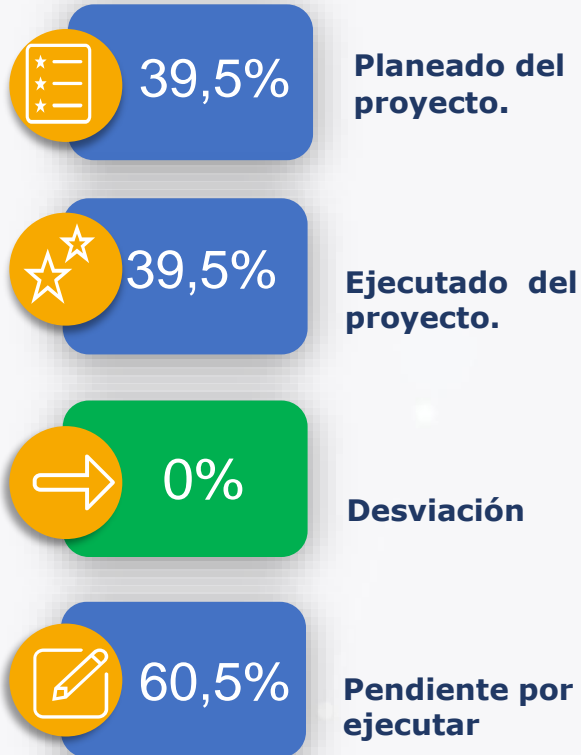 39,5%
Planeado del
proyecto.
39,5%
Ejecutado del
proyecto.
0%
Desviación
60,5%
Pendiente por
ejecutar